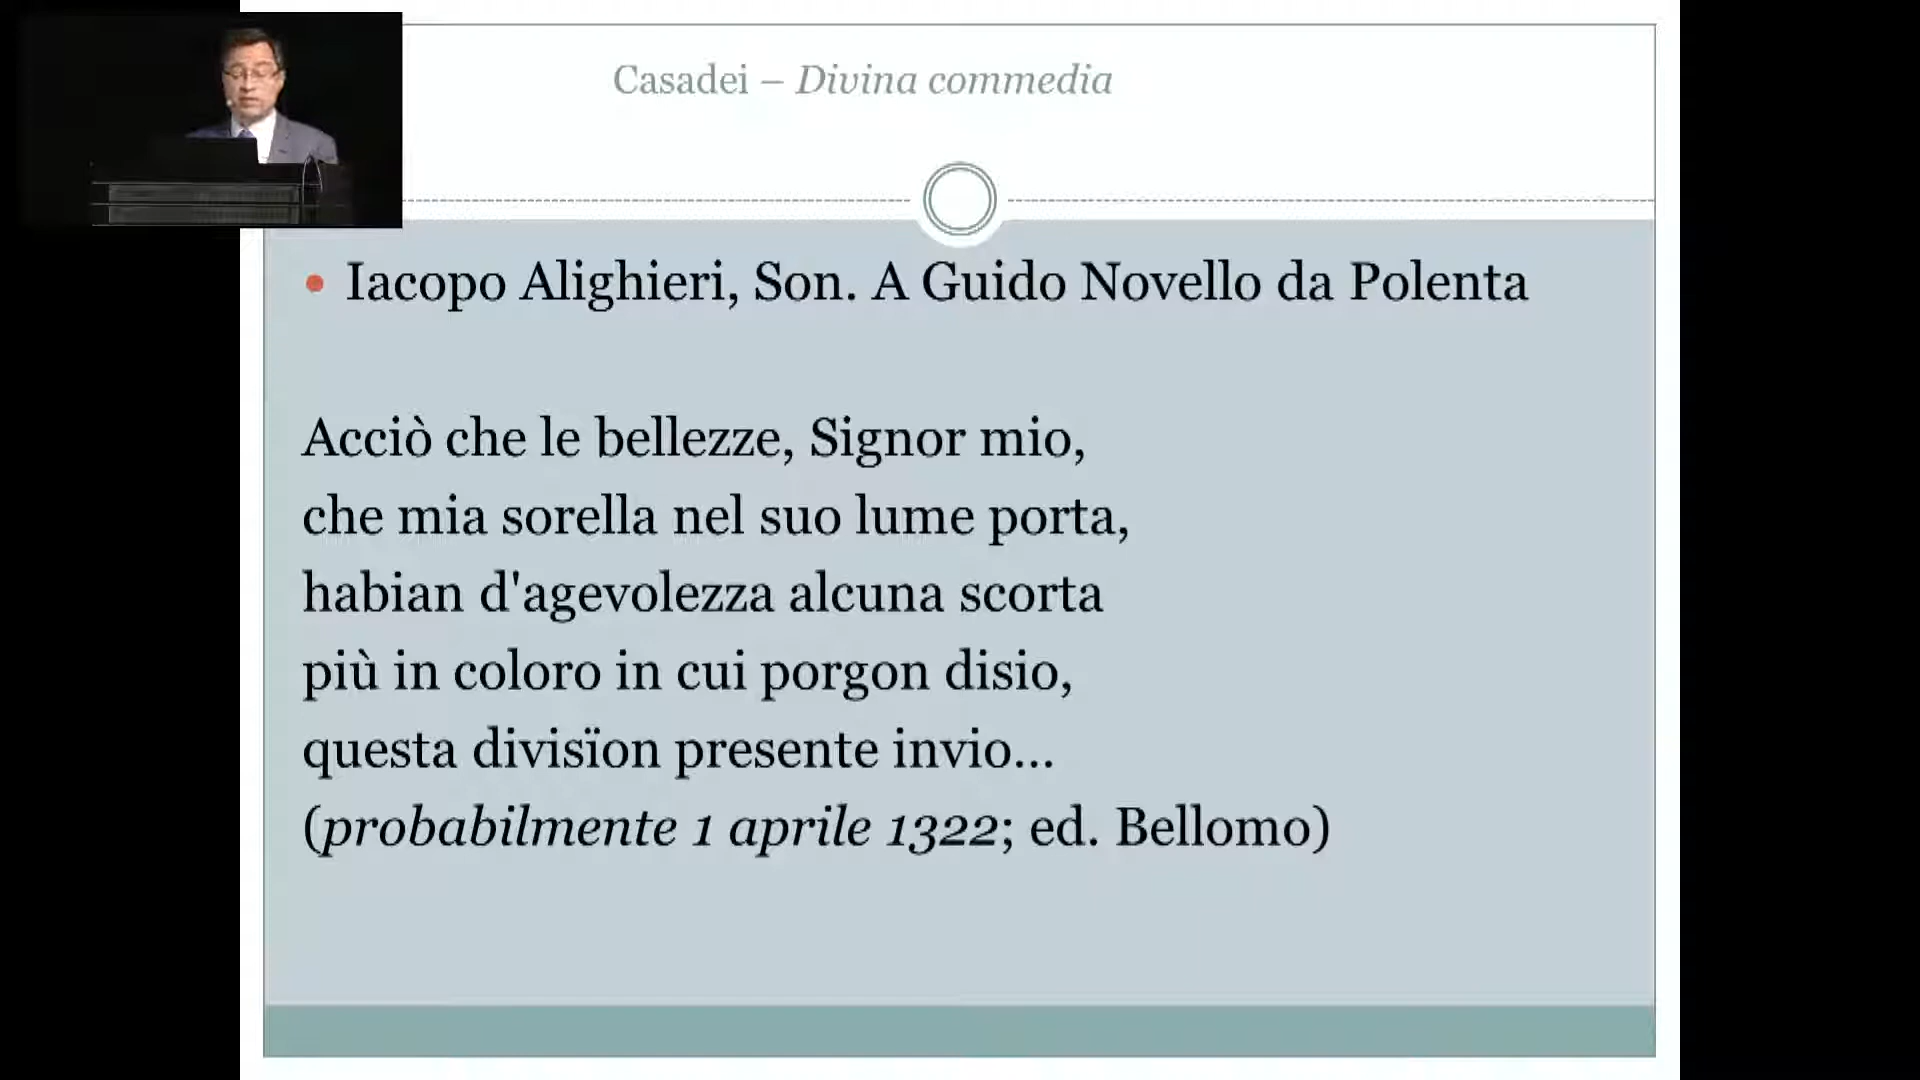 Casadei – Divina commedia
• Iacopo Alighieri, Son. A Guido Novello da Polenta
Acciò che le bellezze, Signor mio,
che mia sorella nel suo lume porta,
habian d'agevolezza alcuna scorta
più in coloro in cui porgon disio,
questa divisïon presente invio...
(probabilmente 1 aprile 1322; ed. Bellomo)